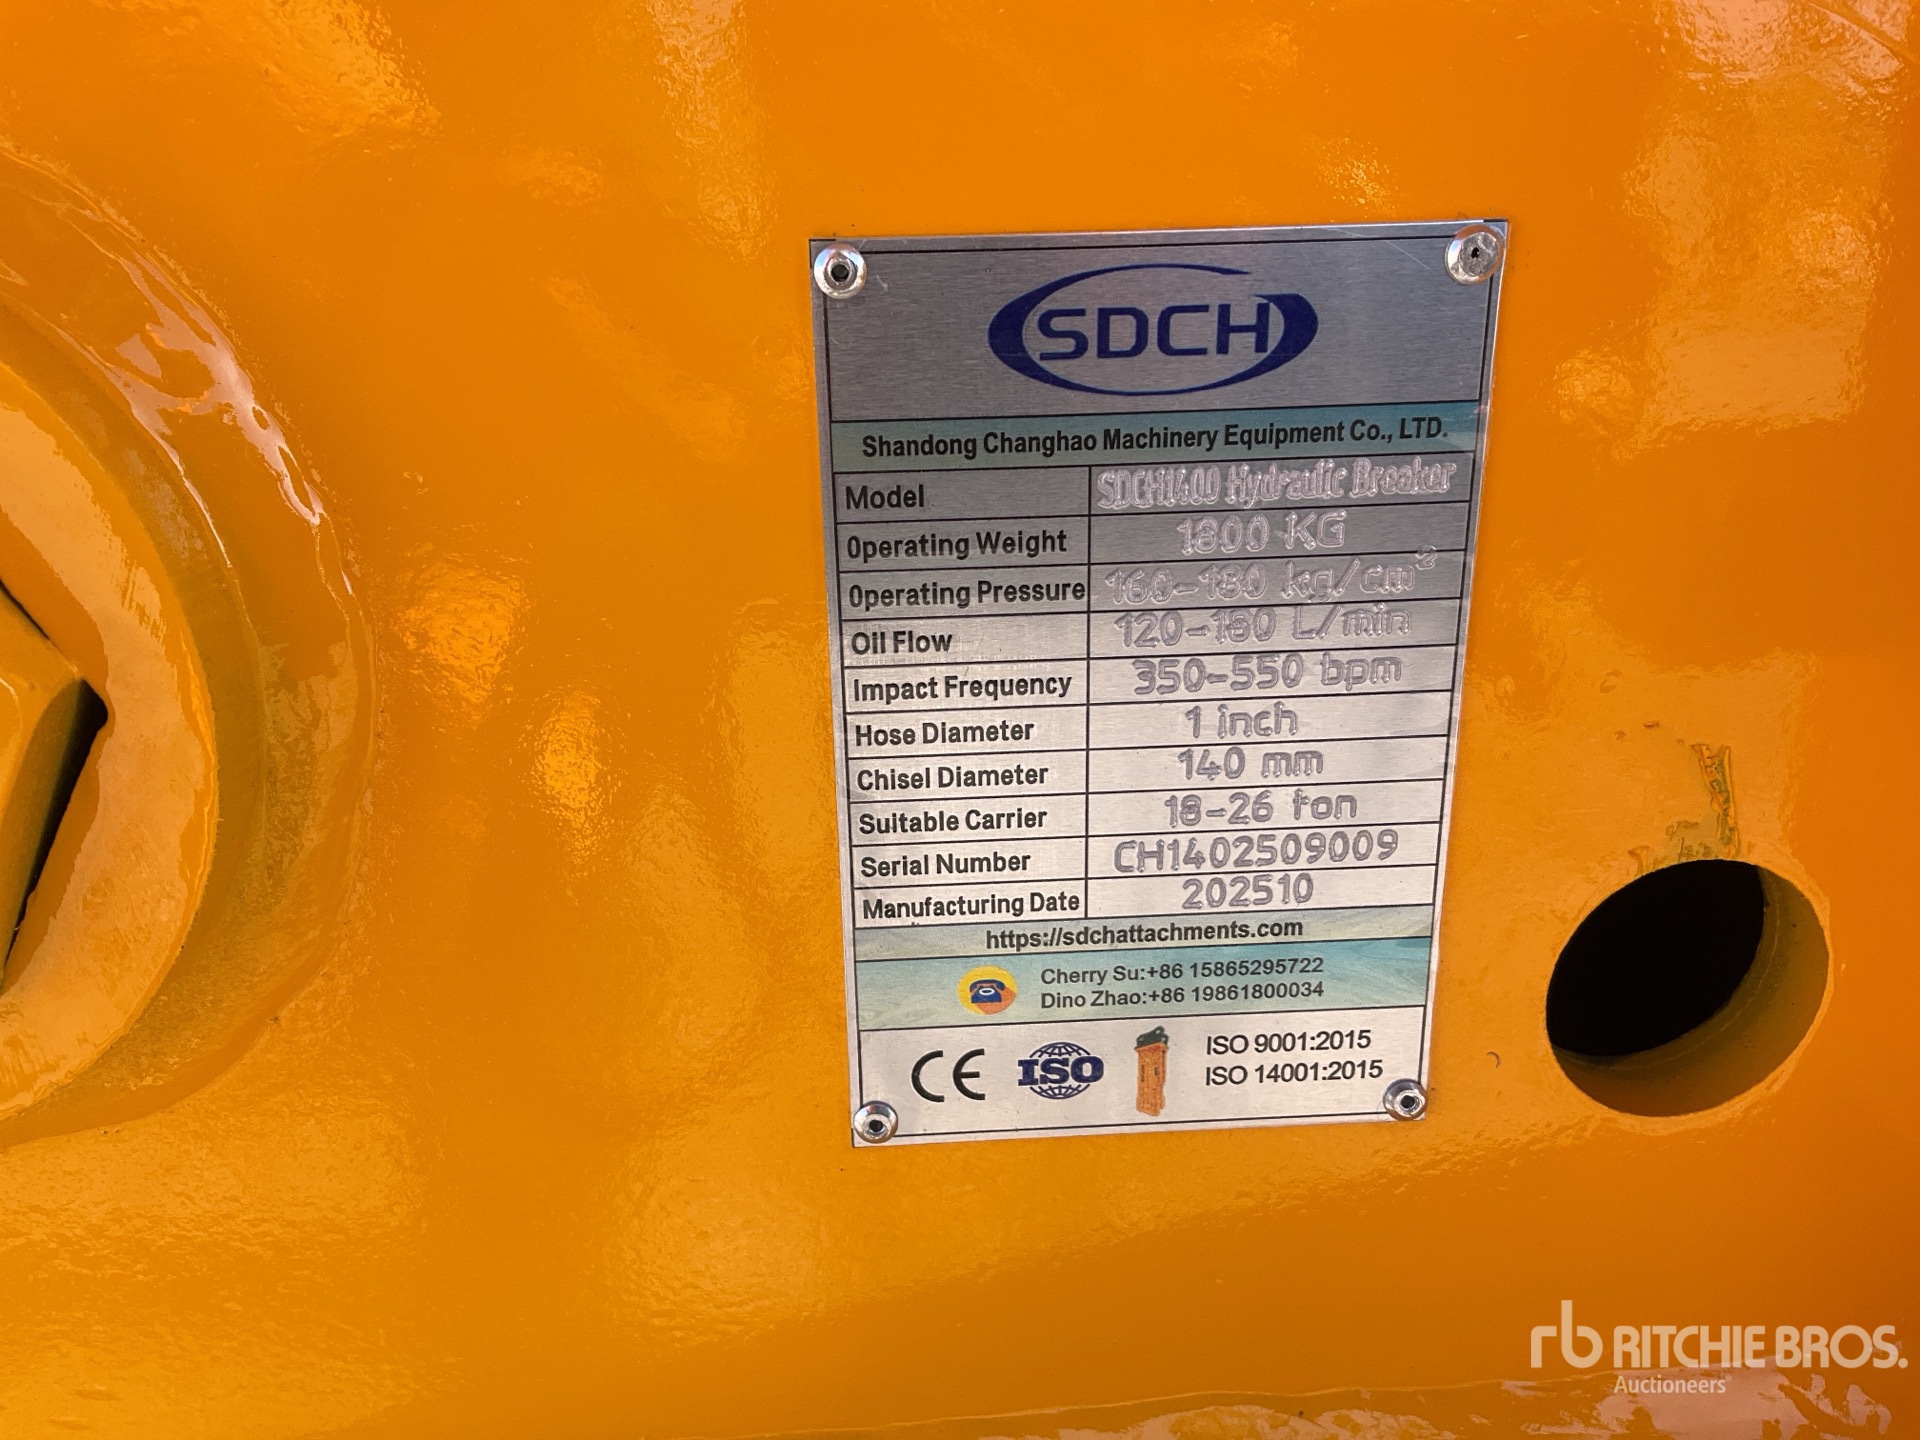 SDCH
Shandong Changhao Machinery Equipment Co., LTD.
Model SDCH1400 Hydraulic Breaker
Operating Weight 1800 KG
Operating Pressure 160-180 kg/cm²
Oil Flow 120-180 L/min
Impact Frequency 350-550 bpm
Hose Diameter 1 inch
Chisel Diameter 140 mm
Suitable Carrier 18-26 ton
Serial Number CH1402509009
Manufacturing Date 202510
https://sdchattachments.com
Cherry Su:+86 15865295722
Dino Zhao:+86 19861800034
CE ISO ISO 9001:2015
ISO 14001:2015
rb RITCHIE BROS.
Auctioneers